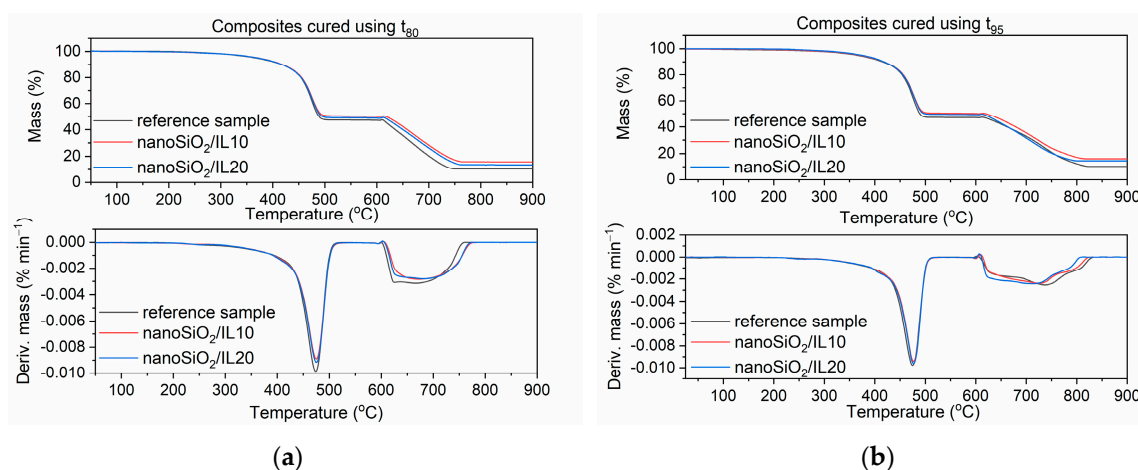 Composites cured using t80
Mass (%)
100
80
60
40
20
0
reference sample
nanoSiO2/IL10
nanoSiO2/IL20
100 200 300 400 500 600 700 800 900
Temperature (oC)
Deriv. mass (% min−1)
0.000
-0.002
-0.004
-0.006
-0.008
-0.010
reference sample
nanoSiO2/IL10
nanoSiO2/IL20
100 200 300 400 500 600 700 800 900
Temperature (oC)
(a)
Composites cured using t95
Mass (%)
100
80
60
40
20
0
reference sample
nanoSiO2/IL10
nanoSiO2/IL20
100 200 300 400 500 600 700 800 900
Temperature (oC)
Deriv. mass (% min−1)
0.002
0.000
-0.002
-0.004
-0.006
-0.008
-0.010
reference sample
nanoSiO2/IL10
nanoSiO2/IL20
100 200 300 400 500 600 700 800 900
Temperature (oC)
(b)